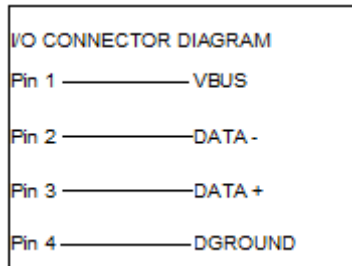 I/O CONNECTOR DIAGRAM
Pin 1 VBUS
Pin 2 DATA -
Pin 3 DATA +
Pin 4 DGROUND